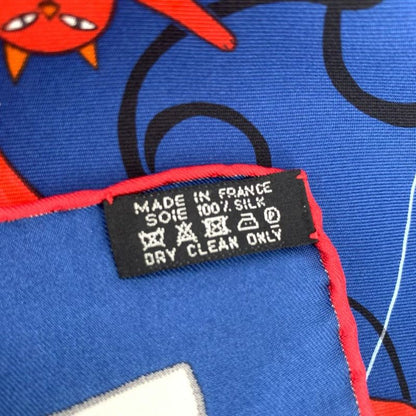 MADE IN FRANCE
SOIE 100% SILK
P
DRY CLEAN ONLY